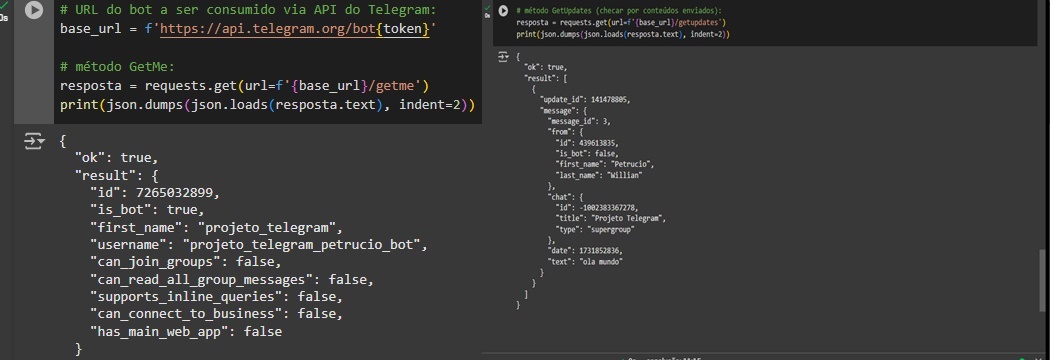 0s
# URL do bot a ser consumido via API do Telegram:
base_url = f'https://api.telegram.org/bot{token}'
# método GetMe:
resposta = requests.get(url=f'{base_url}/getme')
print(json.dumps(json.loads(resposta.text), indent=2))
{
  "ok": true,
  "result": {
    "id": 7265032899,
    "is_bot": true,
    "first_name": "projeto_telegram",
    "username": "projeto_telegram_petrucio_bot",
    "can_join_groups": false,
    "can_read_all_group_messages": false,
    "supports_inline_queries": false,
    "can_connect_to_business": false,
    "has_main_web_app": false
  }
0s
# método GetUpdates (checar por conteúdos enviados):
resposta = requests.get(url=f'{base_url}/getupdates')
print(json.dumps(json.loads(resposta.text), indent=2))
{
  "ok": true,
  "result": [
    {
      "update_id": 141478805,
      "message": {
        "message_id": 3,
        "from": {
          "id": 439613835,
          "is_bot": false,
          "first_name": "Petrucio",
          "last_name": "Willian"
        },
        "chat": {
          "id": -1002383367278,
          "title": "Projeto Telegram",
          "type": "supergroup"
        },
        "date": 1731852836,
        "text": "ola mundo"
      }
    }
  ]
}